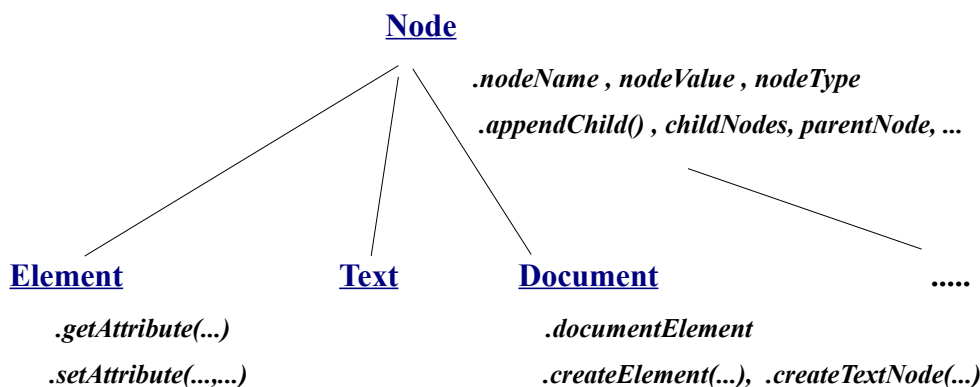 Node
.nodeName , nodeValue , nodeType
.appendChild() , childNodes, parentNode, ...
Element Text Document .....
.getAttribute(...) .documentElement
.setAttribute(...,...) .createElement(...), .createTextNode(...)